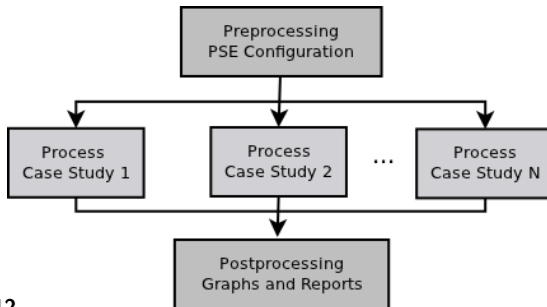 Preprocessing
PSE Configuration
Process
Case Study 1
Process
Case Study 2
...
Process
Case Study N
Postprocessing
Graphs and Reports